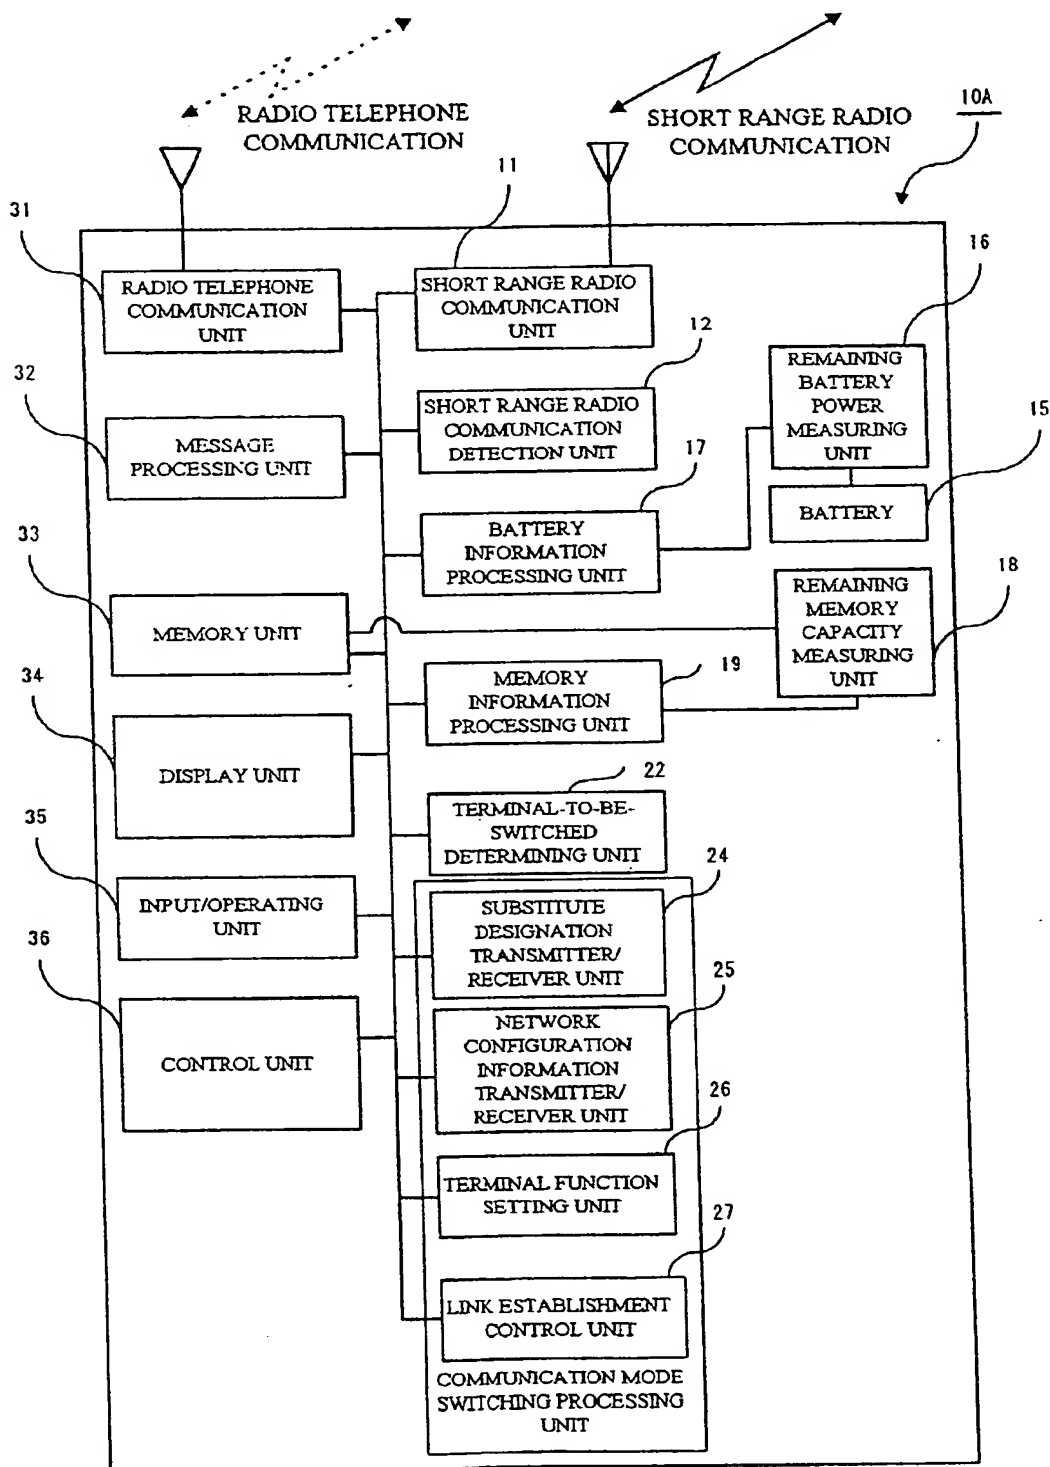 RADIO TELEPHONE
COMMUNICATION
SHORT RANGE RADIO
COMMUNICATION
10A
11
31
16
RADIO TELEPHONE
COMMUNICATION
UNIT
SHORT RANGE RADIO
COMMUNICATION
UNIT
12
32
REMAINING
BATTERY
POWER
MEASURING
UNIT
15
MESSAGE
PROCESSING UNIT
SHORT RANGE RADIO
COMMUNICATION
DETECTION UNIT
17
BATTERY
33
BATTERY
INFORMATION
PROCESSING UNIT
18
MEMORY UNIT
REMAINING
MEMORY
CAPACITY
MEASURING
UNIT
34
19
MEMORY
INFORMATION
PROCESSING UNIT
DISPLAY UNIT
22
TERMINAL-TO-BE-
SWITCHED
DETERMINING UNIT
35
24
INPUT/OPERATING
UNIT
SUBSTITUTE
DESIGNATION
TRANSMITTER/
RECEIVER UNIT
36
25
CONTROL UNIT
NETWORK
CONFIGURATION
INFORMATION
TRANSMITTER/
RECEIVER UNIT
26
TERMINAL FUNCTION
SETTING UNIT
27
LINK ESTABLISHMENT
CONTROL UNIT
COMMUNICATION MODE
SWITCHING PROCESSING
UNIT